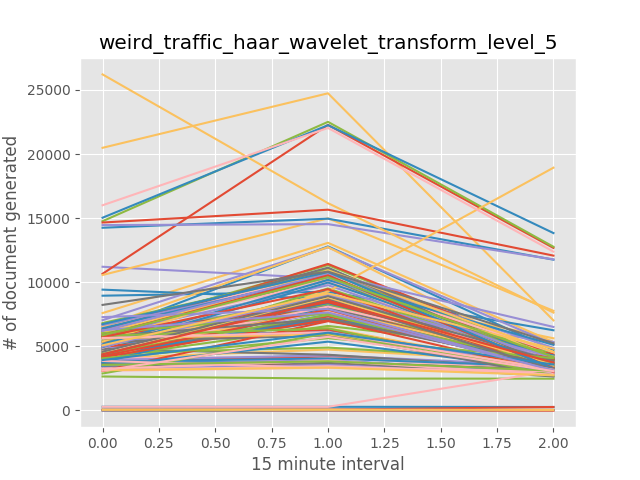 weird_traffic_haar_wavelet_transform_level_5
# of document generated
25000
20000
15000
10000
5000
0
0.00 0.25 0.50 0.75 1.00 1.25 1.50 1.75 2.00
15 minute interval